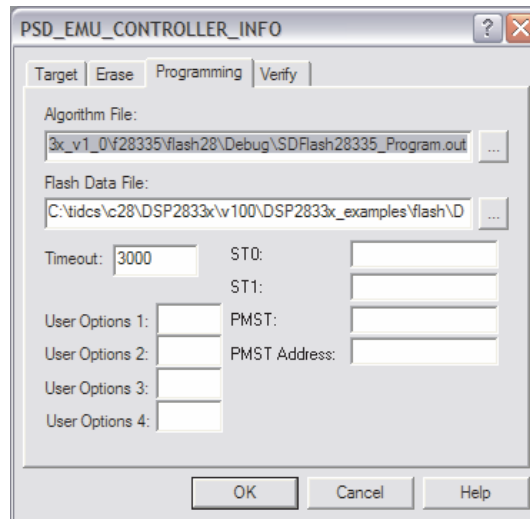 PSD_EMU_CONTROLLER_INFO
Target Erase Programming Verify
Algorithm File:
3x_v1_0\f28335\flash28\Debug\SDFlash28335_Program.out ...
Flash Data File:
C:\tidcs\c28\DSP2833x\v100\DSP2833x_examples\flash\D ...
Timeout: 3000 ST0:
ST1:
User Options 1: PMST:
User Options 2: PMST Address:
User Options 3:
User Options 4:
OK Cancel Help